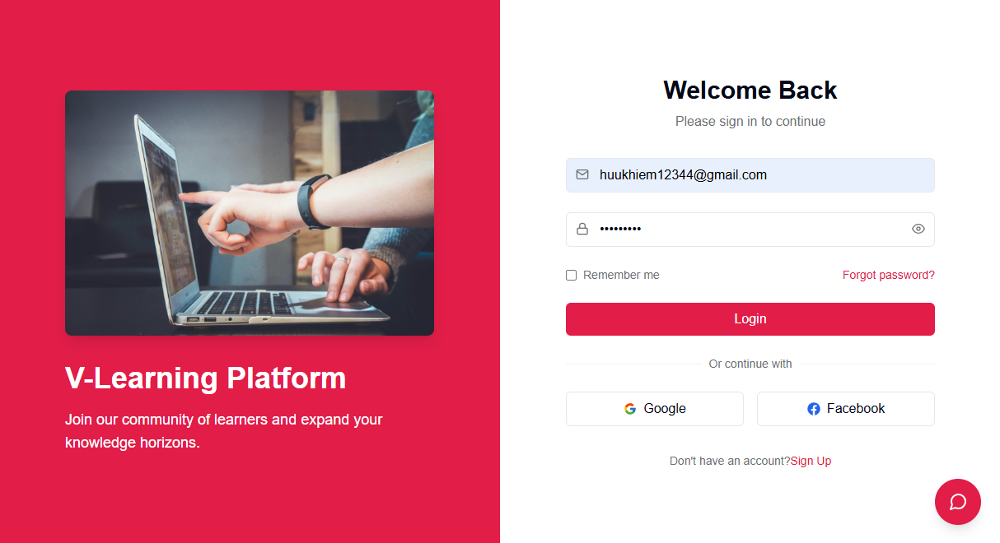 V-Learning Platform
Join our community of learners and expand your
knowledge horizons.
Welcome Back
Please sign in to continue
huukhiem12344@gmail.com
•••••••••
Remember me
Forgot password?
Login
Or continue with
Google
Facebook
Don't have an account?Sign Up